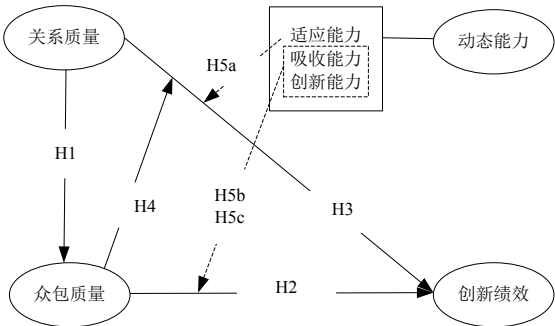 关系质量
适应能力
吸收能力
创新能力
动态能力
H5a
H1
H4
H5b
H5c
H3
众包质量
H2
创新绩效